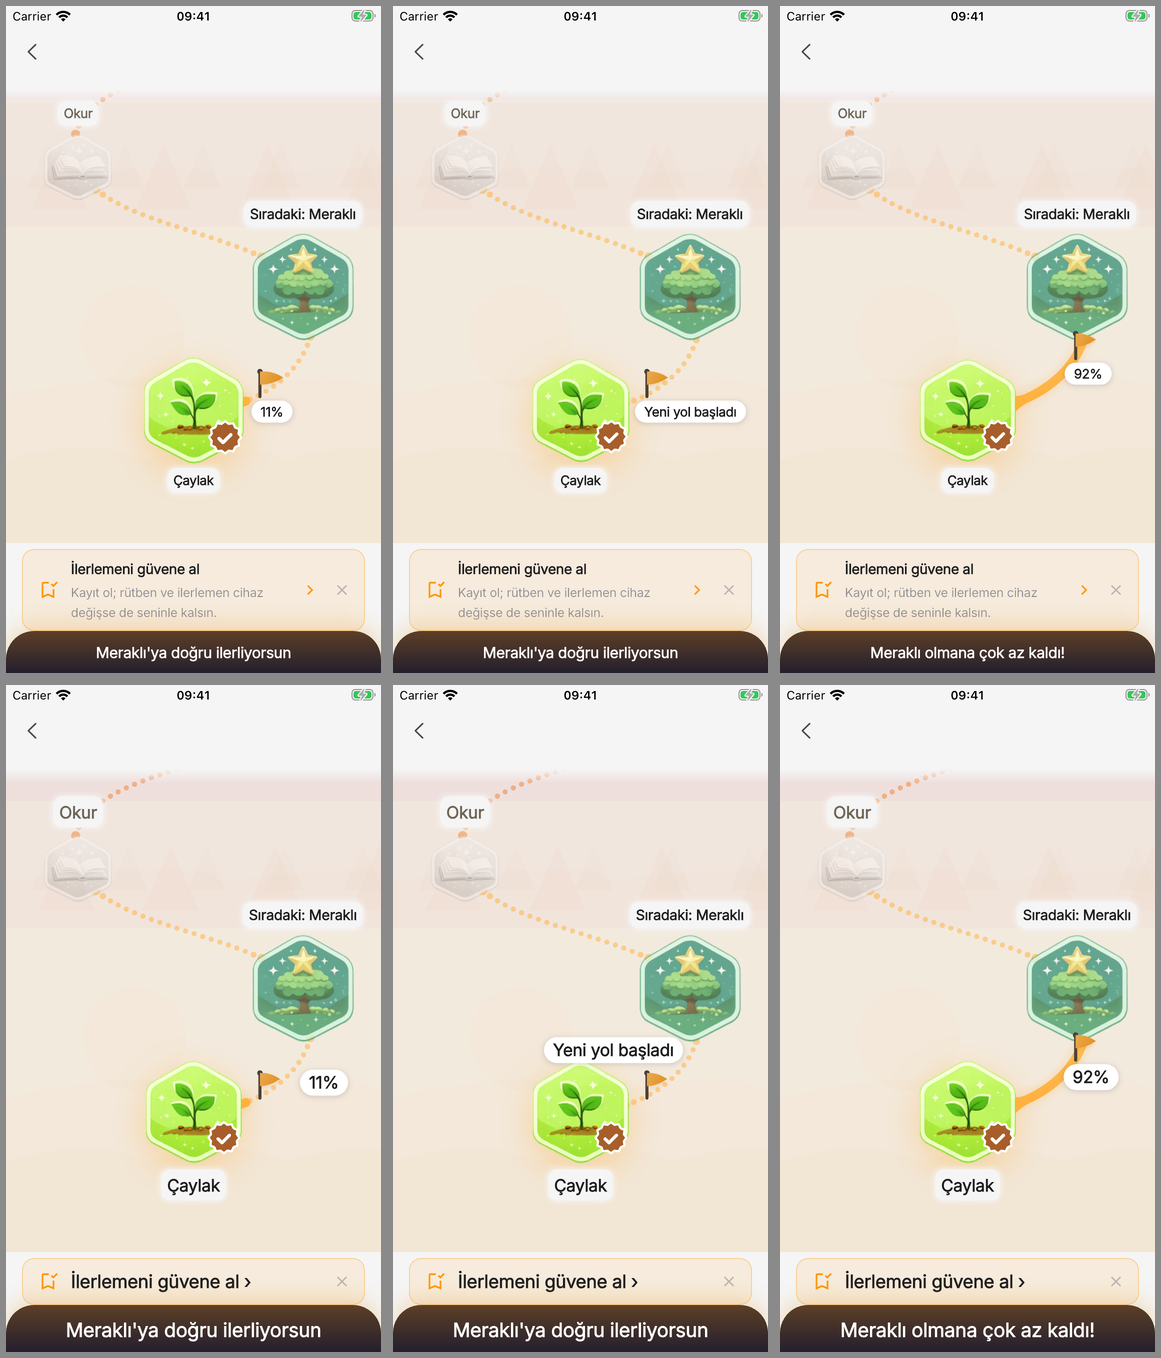 Carrier 09:41
Okur
Sıradaki: Meraklı
11%
Çaylak
İlerlemeni güvene al
Kayıt ol; rütben ve ilerlemen cihaz
değişse de seninle kalsın.
Meraklı'ya doğru ilerliyorsun
Carrier 09:41
Okur
Sıradaki: Meraklı
Yeni yol başladı
Çaylak
İlerlemeni güvene al
Kayıt ol; rütben ve ilerlemen cihaz
değişse de seninle kalsın.
Meraklı'ya doğru ilerliyorsun
Carrier 09:41
Okur
Sıradaki: Meraklı
92%
Çaylak
İlerlemeni güvene al
Kayıt ol; rütben ve ilerlemen cihaz
değişse de seninle kalsın.
Meraklı olmana çok az kaldı!
Carrier 09:41
Okur
Sıradaki: Meraklı
11%
Çaylak
İlerlemeni güvene al ›
Meraklı'ya doğru ilerliyorsun
Carrier 09:41
Okur
Sıradaki: Meraklı
Yeni yol başladı
Çaylak
İlerlemeni güvene al ›
Meraklı'ya doğru ilerliyorsun
Carrier 09:41
Okur
Sıradaki: Meraklı
92%
Çaylak
İlerlemeni güvene al ›
Meraklı olmana çok az kaldı!